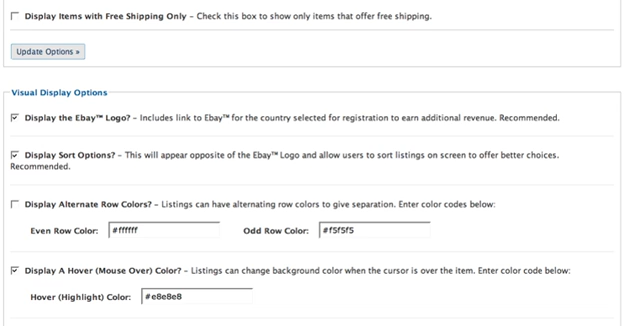 Display Items with Free Shipping Only - Check this box to show only items that offer free shipping.
Update Options »
Visual Display Options
Display the Ebay™ Logo? - Includes link to Ebay™ for the country selected for registration to earn additional revenue. Recommended.
Display Sort Options? - This will appear opposite of the Ebay™ Logo and allow users to sort listings on screen to offer better choices.
Recommended.
Display Alternate Row Colors? - Listings can have alternating row colors to give separation. Enter color codes below:
Even Row Color: #ffffff Odd Row Color: #f5f5f5
Display A Hover (Mouse Over) Color? - Listings can change background color when the cursor is over the item. Enter color code below:
Hover (Highlight) Color: #e8e8e8